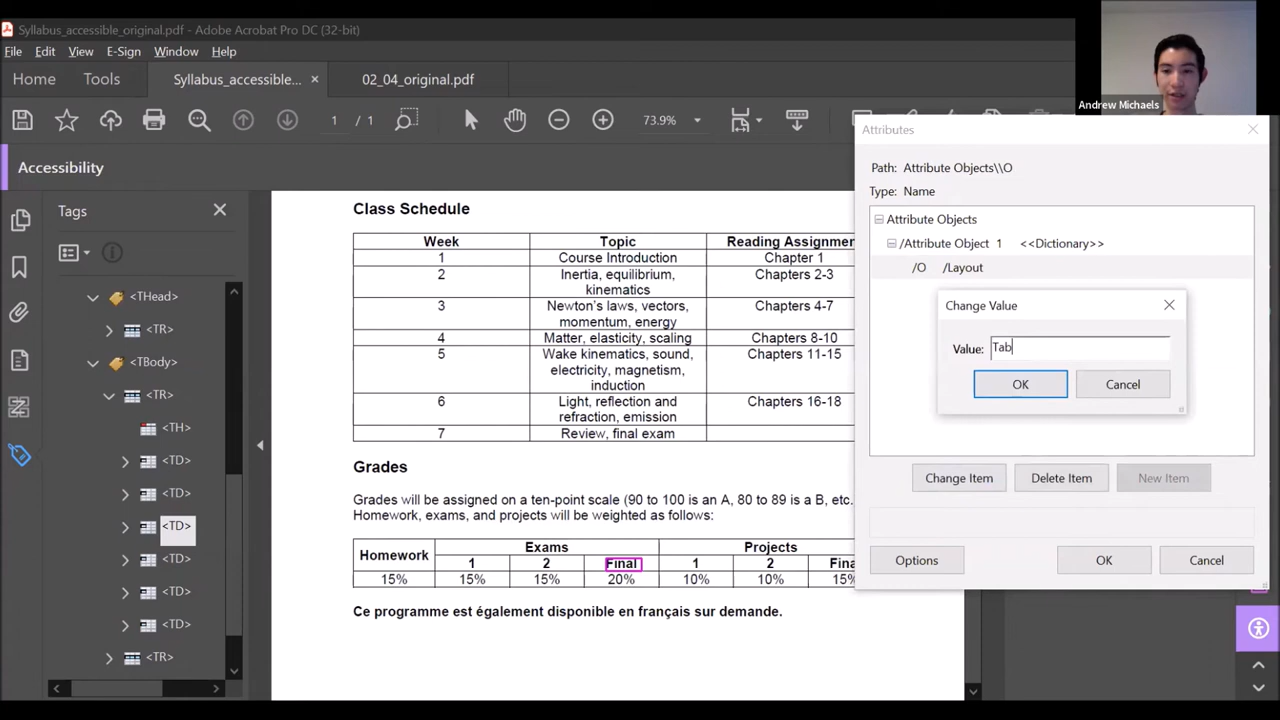 Syllabus_accessible_original.pdf - Adobe Acrobat Pro DC (32-bit)
File Edit View E-Sign Window Help
Home Tools Syllabus_accessible... × 02_04_original.pdf
1 / 1 73.9%
Accessibility
Tags
<THead>
<TR>
<TBody>
<TR>
<TH>
<TD>
<TD>
<TD>
<TD>
<TD>
<TD>
<TR>
Class Schedule
Week Topic Reading Assignm
1 Course Introduction Chapter 1
2 Inertia, equilibrium, Chapters 2-3
kinematics
3 Newton's laws, vectors, Chapters 4-7
momentum, energy
4 Matter, elasticity, scaling Chapters 8-10
5 Wake kinematics, sound, Chapters 11-15
electricity, magnetism,
induction
6 Light, reflection and Chapters 16-18
refraction, emission
7 Review, final exam
Grades
Grades will be assigned on a ten-point scale (90 to 100 is an A, 80 to 89 is a B, etc.
Homework, exams, and projects will be weighted as follows:
Homework Exams Projects
1 2 Final 1 2 Fina
15% 15% 15% 20% 10% 10% 15%
Ce programme est également disponible en français sur demande.
Andrew Michaels
Attributes
Path: Attribute Objects\\O
Type: Name
Attribute Objects
/Attribute Object 1 <<Dictionary>>
/O /Layout
Change Value
Value: Tab
OK Cancel
Change Item Delete Item New Item
Options OK Cancel